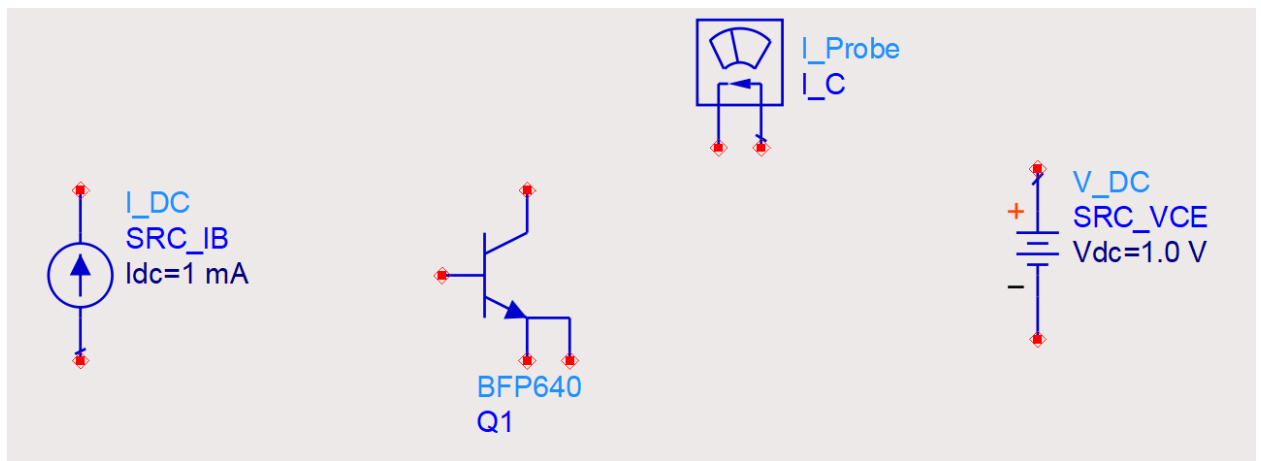 I_Probe
I_C
I_DC
SRC_IB
Idc=1 mA
BFP640
Q1
V_DC
+
SRC_VCE
Vdc=1.0 V
−